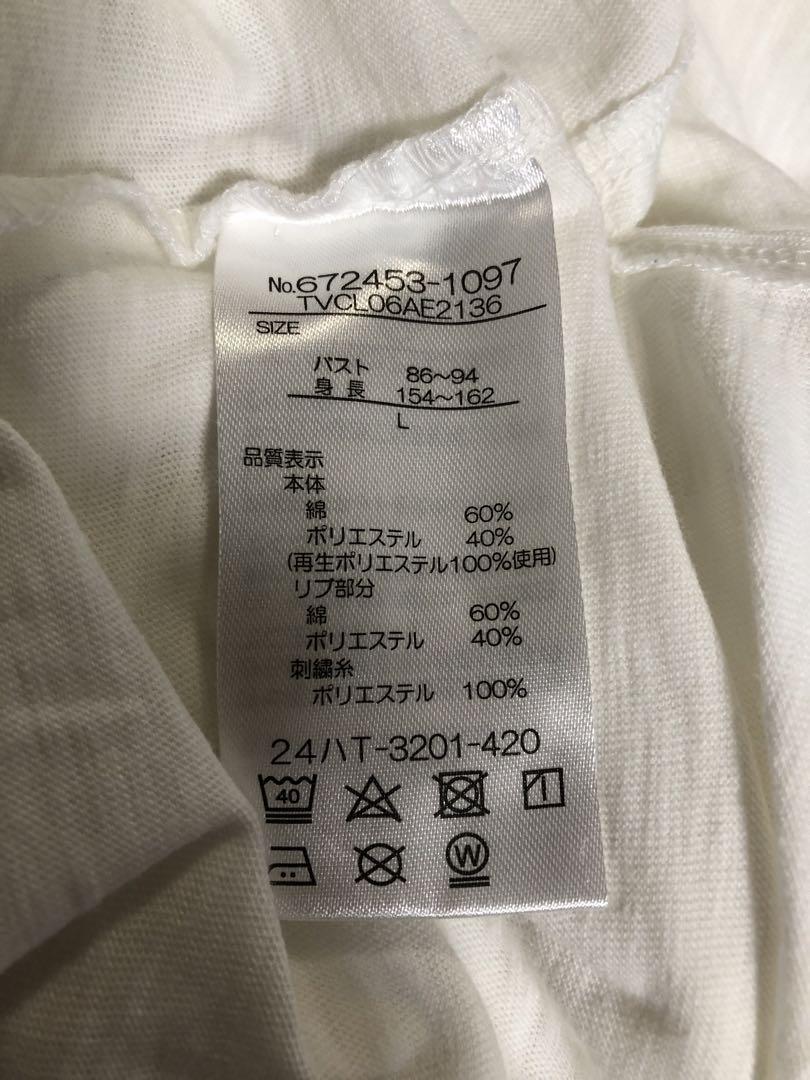 No.672453-1097
TVCL06AE2136
SIZE
バスト 86～94
身長 154～162
L
品質表示
本体
綿 60%
ポリエステル 40%
(再生ポリエステル100%使用)
リブ部分
綿 60%
ポリエステル 40%
刺繍糸
ポリエステル 100%
24ハT-3201-420
40
W